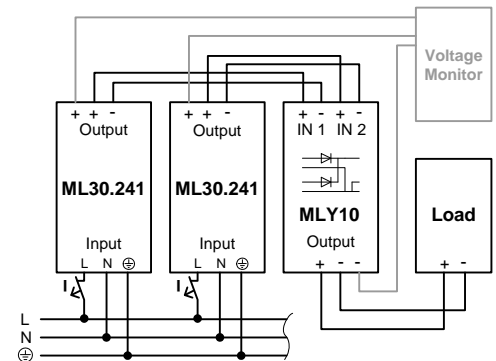 Voltage
Monitor
+ + -
Output
ML30.241
Input
L N ⏚
I
+ + -
Output
ML30.241
Input
L N ⏚
I
+ - + -
IN 1 IN 2
MLY10
Output
+ - -
Load
+ -
L
N
⏚